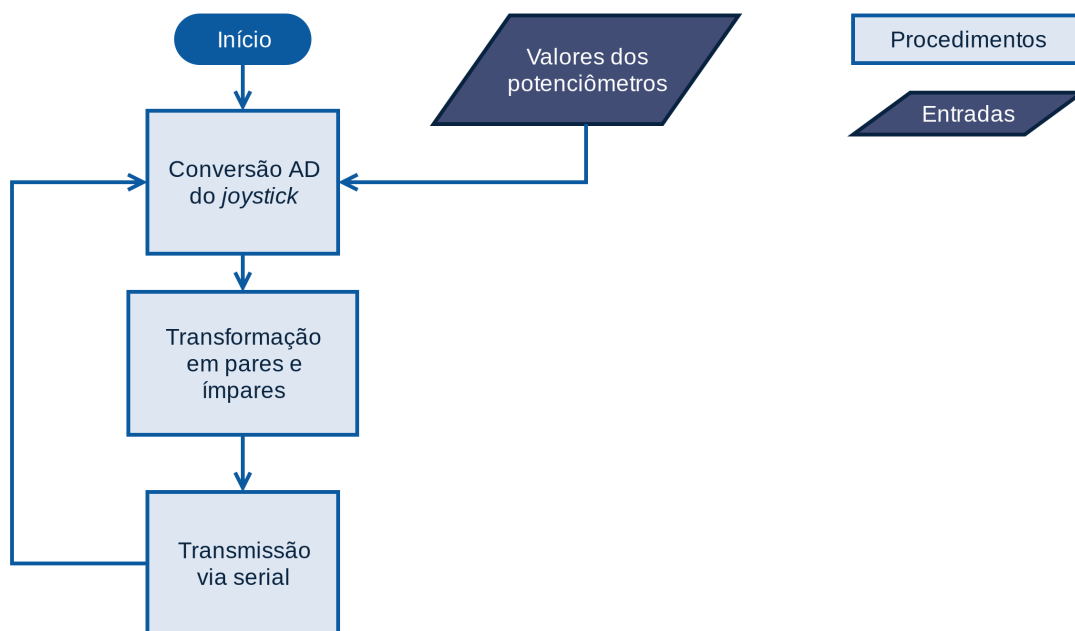 Início
Valores dos
potenciômetros
Procedimentos
Entradas
Conversão AD
do joystick
Transformação
em pares e
ímpares
Transmissão
via serial